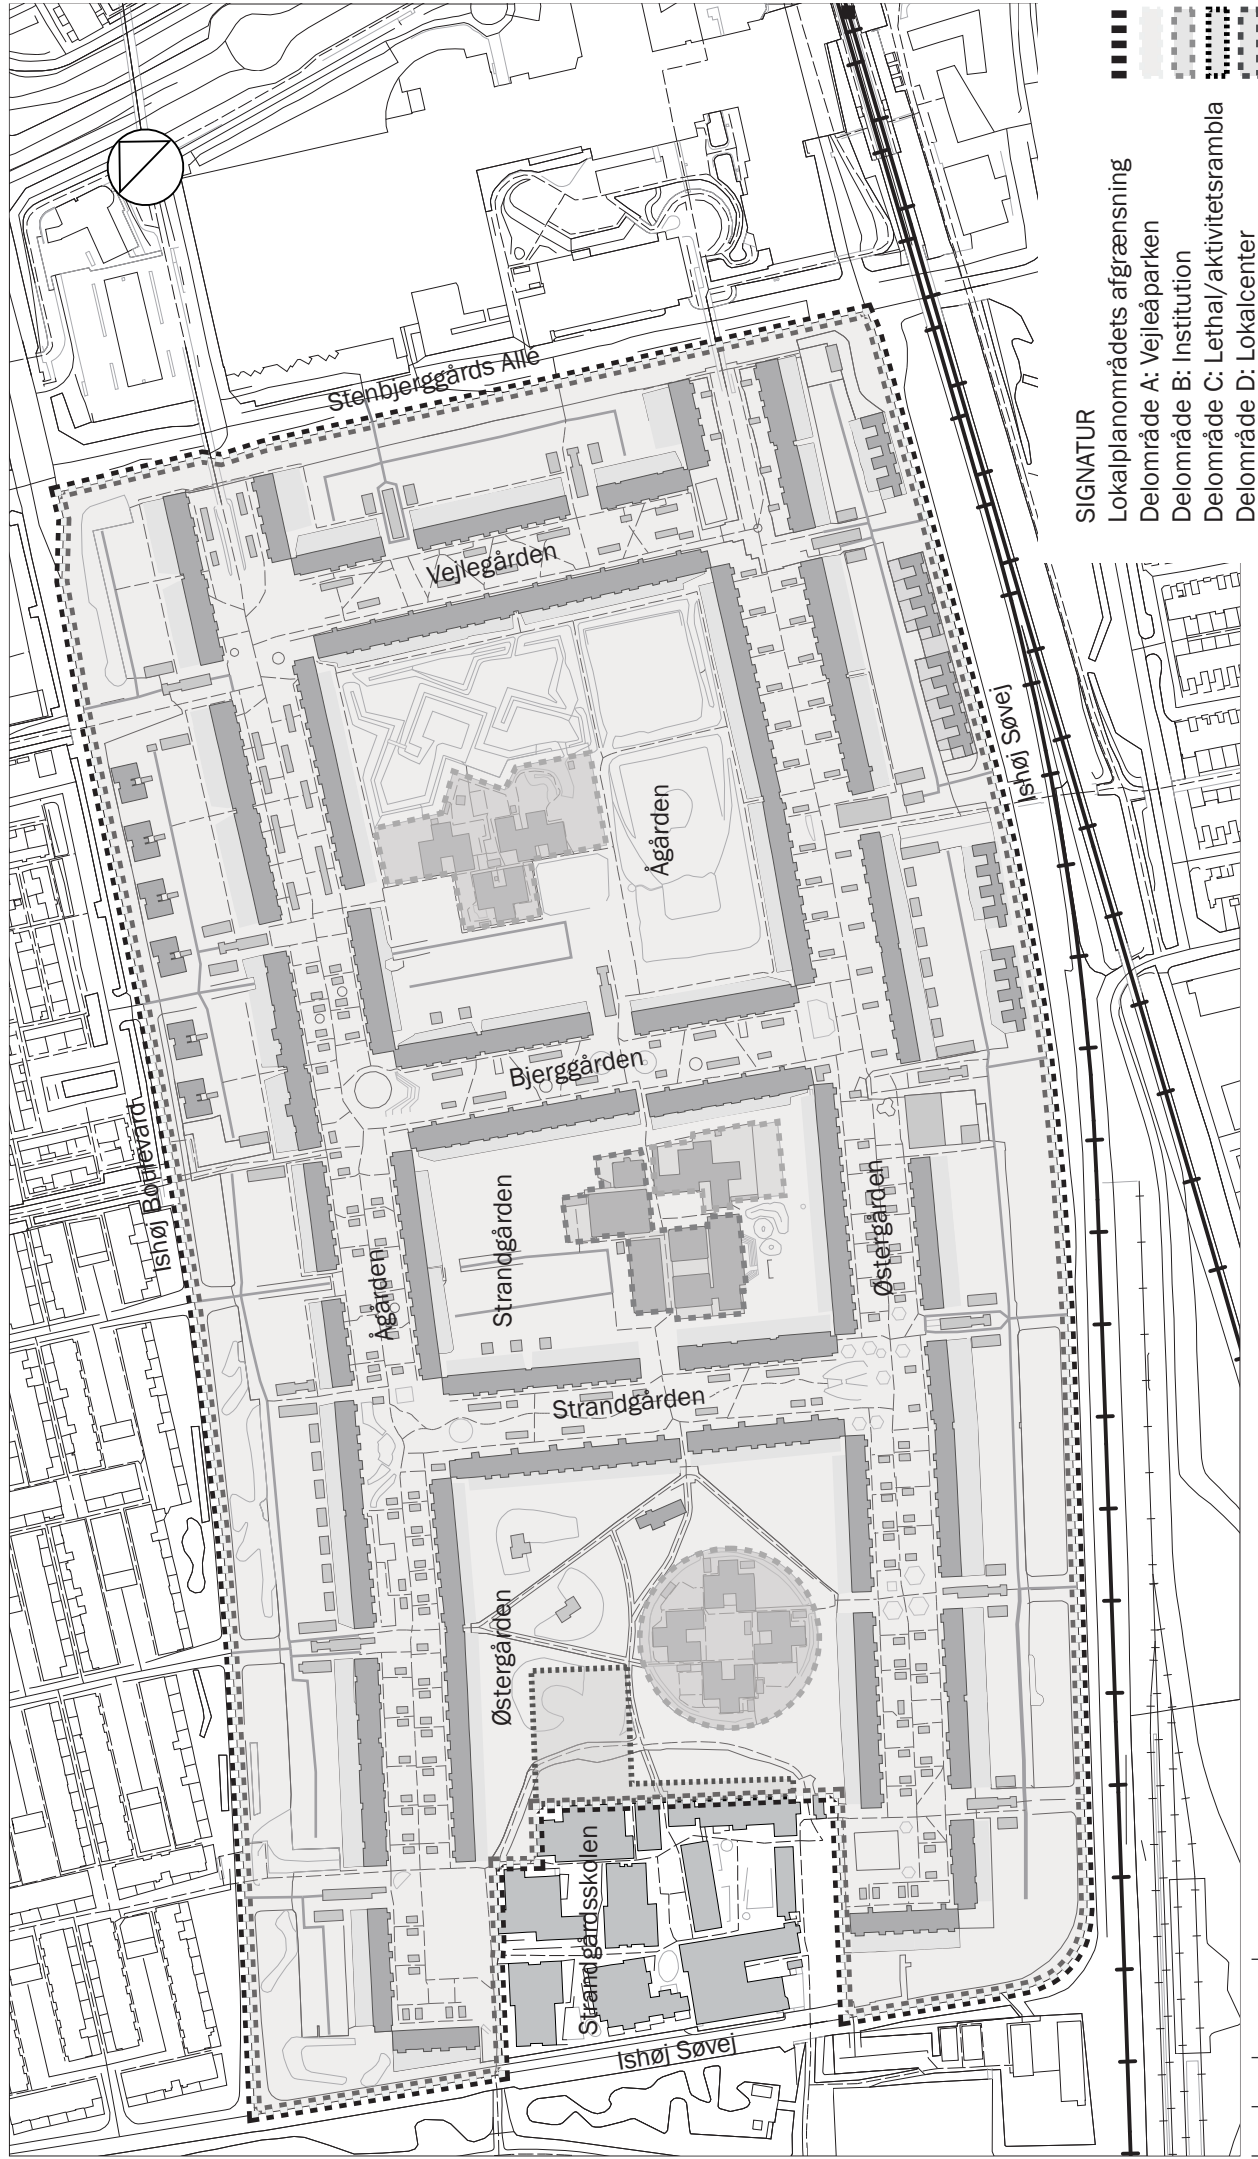 Stenbjerggårds Allé
Vejlegården
Ågården
Ishøj Søvej
Bjerggården
Ishøj Boulevard
Strandgården
Ågården
Østergården
Strandgården
Østergården
Strandgårdsskolen
Ishøj Søvej
SIGNATUR
Lokalplanområdets afgrænsning
Delområde A: Vejleåparken
Delområde B: Institution
Delområde C: Lethal/aktivitetsrambla
Delområde D: Lokalcenter